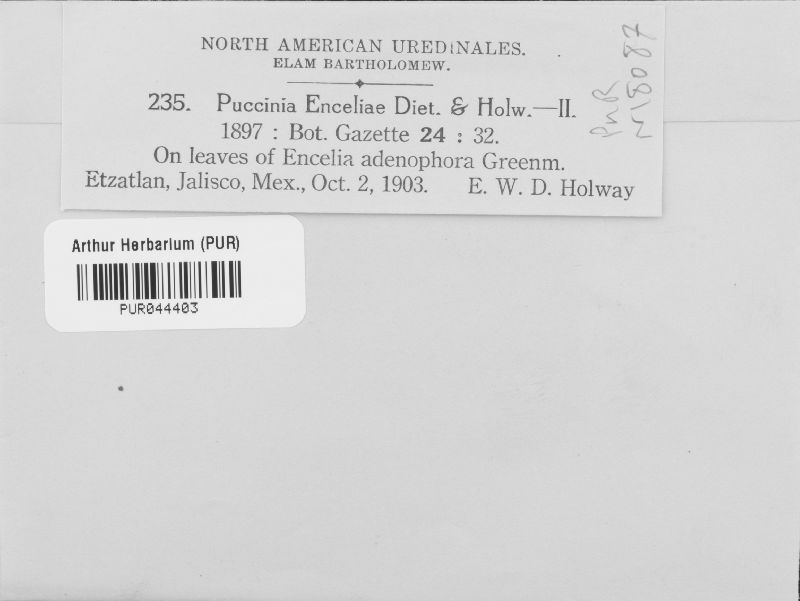 NORTH AMERICAN UREDINALES.
ELAM BARTHOLOMEW.
235. Puccinia Enceliae Diet. & Holw.—II.
1897 : Bot. Gazette 24 : 32.
On leaves of Encelia adenophora Greenm.
Etzatlan, Jalisco, Mex., Oct. 2, 1903. E. W. D. Holway
PUR
Arthur Herbarium (PUR)
PUR044403